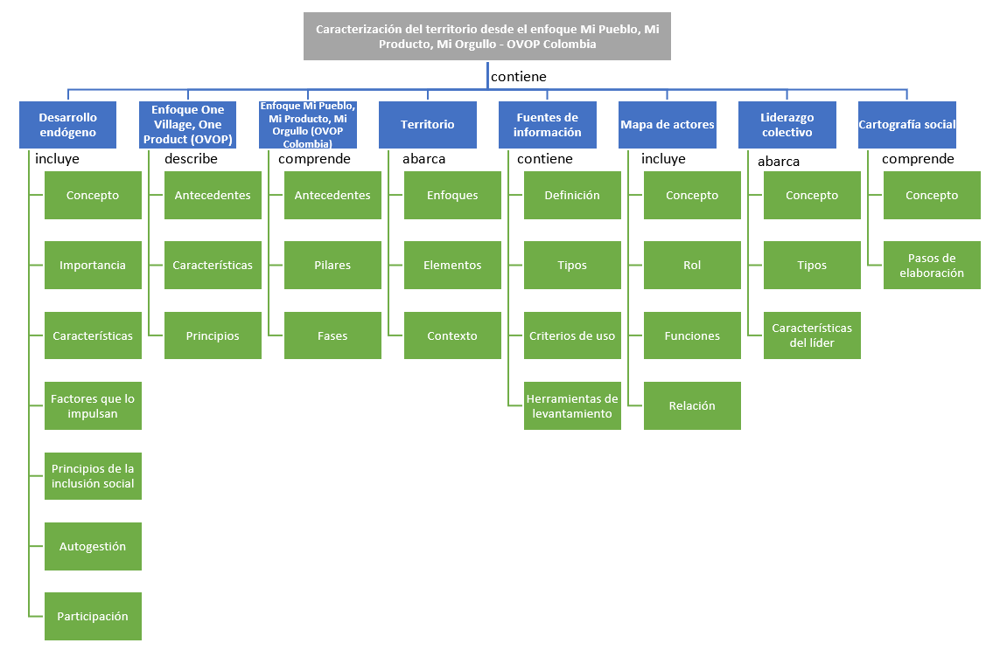 Caracterización del territorio desde el enfoque Mi Pueblo, Mi
Producto, Mi Orgullo - OVOP Colombia
contiene
Desarrollo
endógeno
incluye
Concepto
Importancia
Características
Factores que lo
impulsan
Principios de la
inclusión social
Autogestión
Participación
Enfoque One
Village, One
Product (OVOP)
describe
Antecedentes
Características
Principios
Enfoque Mi Pueblo,
Mi Producto, Mi
Orgullo (OVOP
Colombia)
comprende
Antecedentes
Pilares
Fases
Territorio
abarca
Enfoques
Elementos
Contexto
Fuentes de
información
contiene
Definición
Tipos
Criterios de uso
Herramientas de
levantamiento
Mapa de actores
incluye
Concepto
Rol
Funciones
Relación
Liderazgo
colectivo
abarca
Concepto
Tipos
Características
del líder
Cartografía social
comprende
Concepto
Pasos de
elaboración